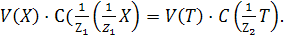 V(X) · C(1/Z₁ (1/z₁ X) = V(T) · C (1/Z₂ T).